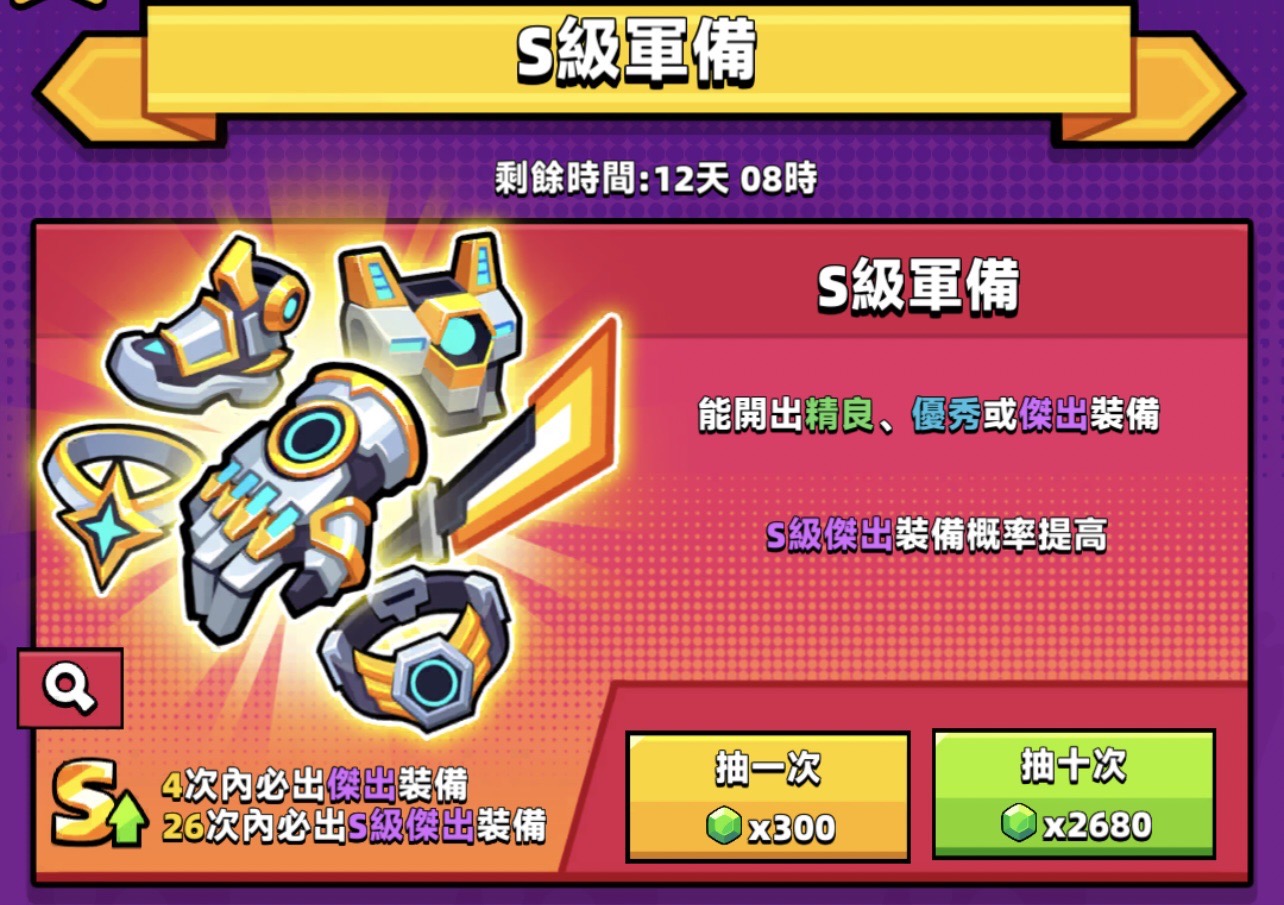 S級軍備
剩餘時間:12天 08時
S級軍備
能開出精良、優秀或傑出裝備
S級傑出裝備概率提高
S
4次內必出傑出裝備
26次內必出S級傑出裝備
抽一次
x300
抽十次
x2680